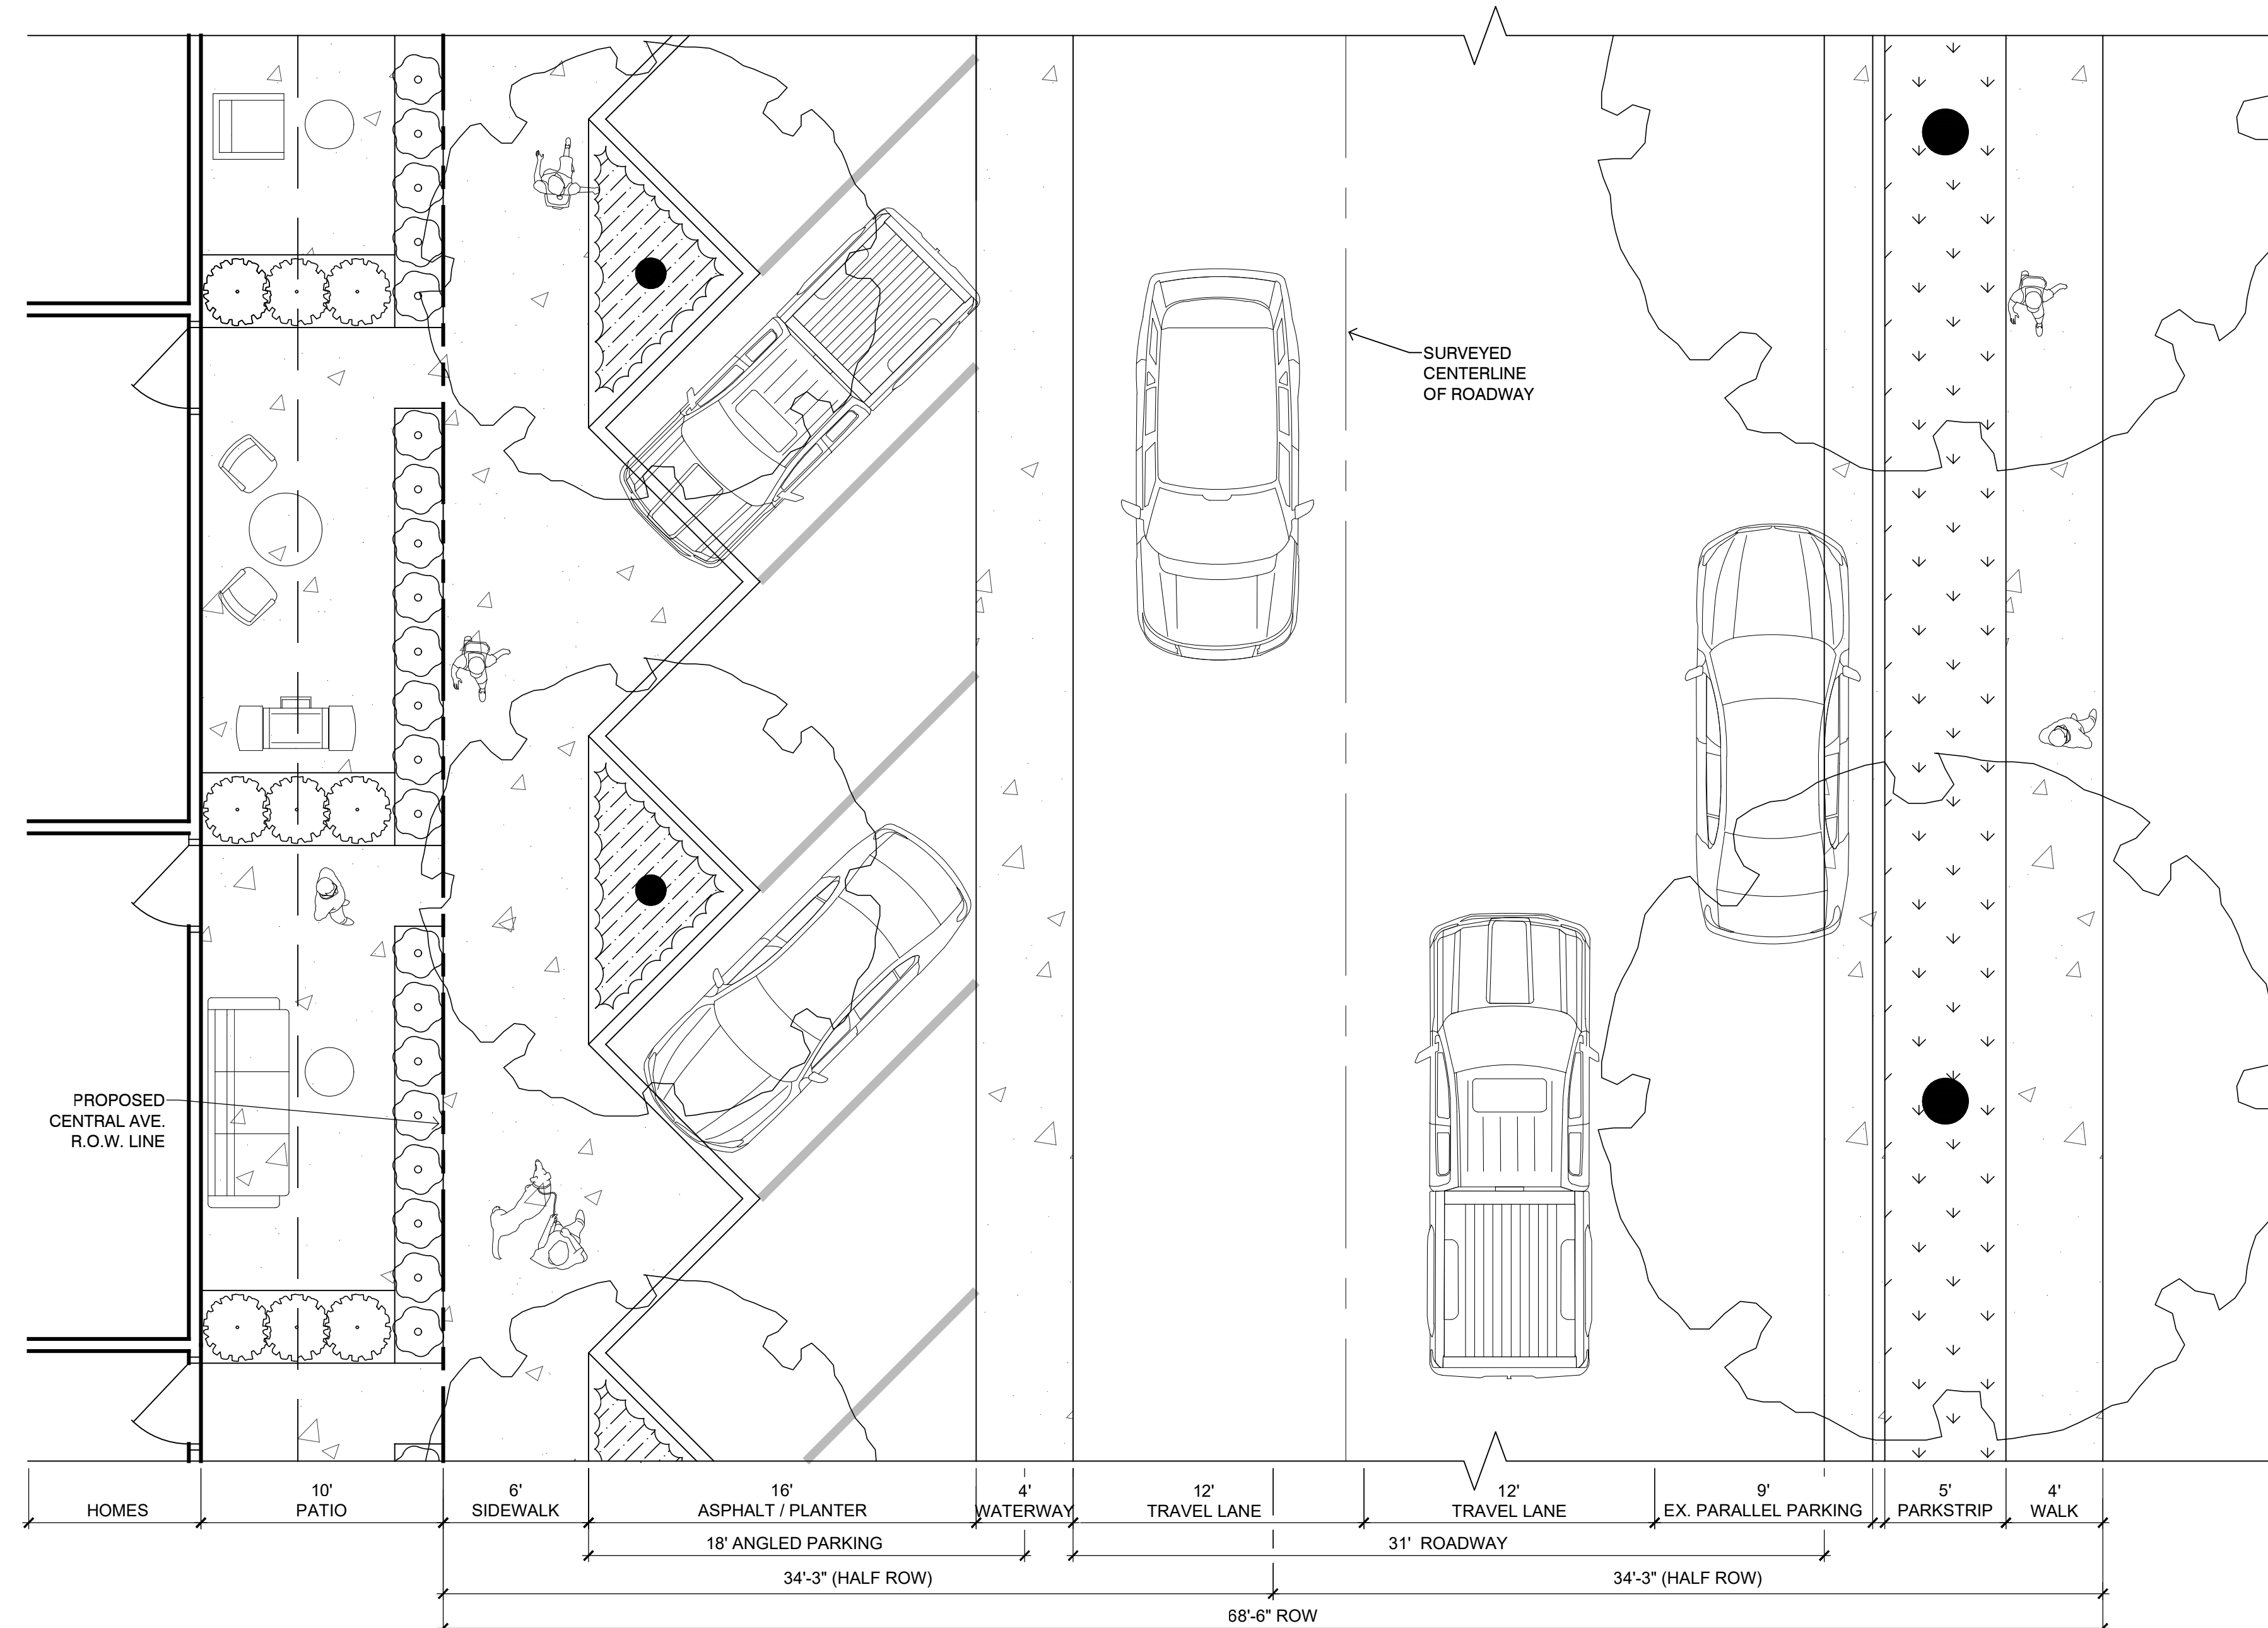 SURVEYED
CENTERLINE
OF ROADWAY
PROPOSED
CENTRAL AVE.
R.O.W. LINE
HOMES
10'
PATIO
6'
SIDEWALK
16'
ASPHALT / PLANTER
4'
WATERWAY
12'
TRAVEL LANE
12'
TRAVEL LANE
9'
EX. PARALLEL PARKING
5'
PARKSTRIP
4'
WALK
18' ANGLED PARKING
31' ROADWAY
34'-3" (HALF ROW)
34'-3" (HALF ROW)
68'-6" ROW